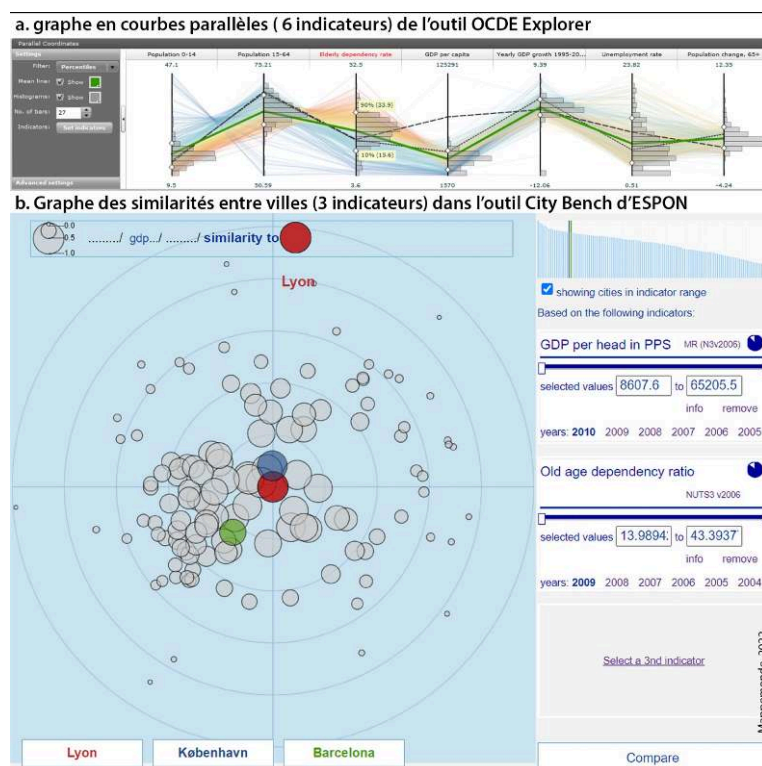 a. graphe en courbes parallèles ( 6 indicateurs) de l'outil OCDE Explorer
Parallel Coordinates
Settings
Population 0-14 Population 15-64 Elderly dependency rate GDP per capita Yearly GDP growth 1995-20... Unemployment rate Population change, 65+
47.1 75.21 52.5 125291 9.39 25.82 12.35
Filter: Percentiles
Mean line: Show
Histograms: Show
No. of bars: 27
Indicators: Set indicators
90% (33.9)
10% (15.6)
Advanced settings
9.5 50.59 3.6 1570 -12.06 0.51 -4.24
b. Graphe des similarités entre villes (3 indicateurs) dans l'outil City Bench d'ESPON
0.0
0.5
1.0
........./ gdp.../ ........./ similarity to
Lyon
showing cities in indicator range
Based on the following indicators:
GDP per head in PPS MR (N3v2006)
selected values 8607.6 to 65205.5
info remove
years: 2010 2009 2008 2007 2006 2005
Old age dependency ratio
NUTS3 v2006
selected values 13.9894 to 43.3937
info remove
years: 2009 2008 2007 2006 2005 2004
Select a 3nd indicator
Mappemonde 2022
Lyon København Barcelona
Compare